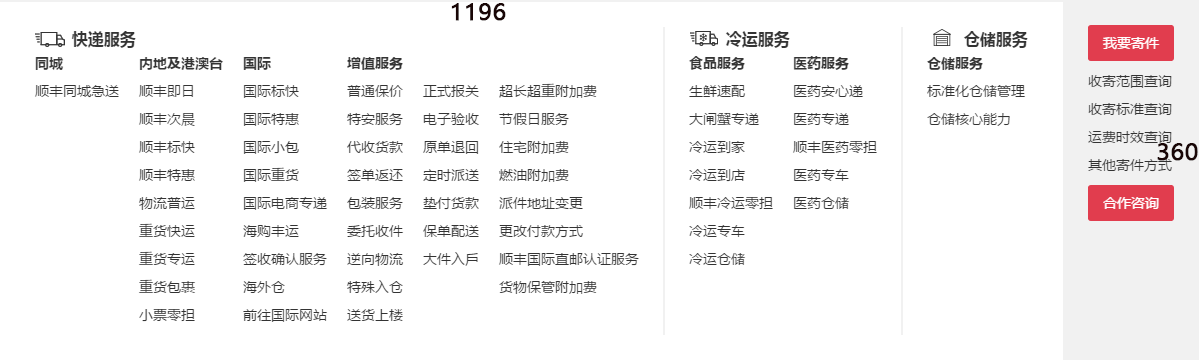 1196
快递服务
同城
顺丰同城急送
内地及港澳台
顺丰即日
顺丰次晨
顺丰标快
顺丰特惠
物流普运
重货快运
重货专运
重货包惠
小票零担
国际
国际标快
国际特惠
国际小包
国际重货
国际电商专递
海购丰运
签收确认服务
海外仓
前往国际网站
增值服务
普通保价
特安服务
代收货款
签单返还
包装服务
委托收件
逆向物流
特殊入仓
送货上楼
正式报关
电子验收
原单退回
定时派送
垫付货款
保单配送
大件入戶
超长超重附加费
节假日服务
住宅附加费
燃油附加费
派件地址变更
更改付款方式
顺丰国际直邮认证服务
货物保管附加费
冷运服务
食品服务
生鲜速配
大闸蟹专递
冷运到家
冷运到店
顺丰冷运零担
冷运专车
冷运仓储
医药服务
医药安心递
医药专递
顺丰医药零担
医药专车
医药仓储
仓储服务
仓储服务
标准化仓储管理
仓储核心能力
我要寄件
收寄范围查询
收寄标准查询
运费时效查询
360
其他寄件方式
合作咨询